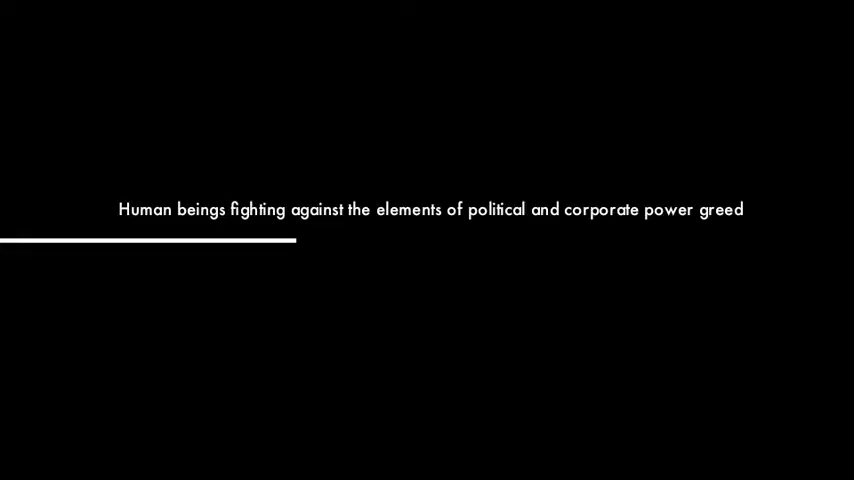 Human beings fighting against the elements of political and corporate power greed